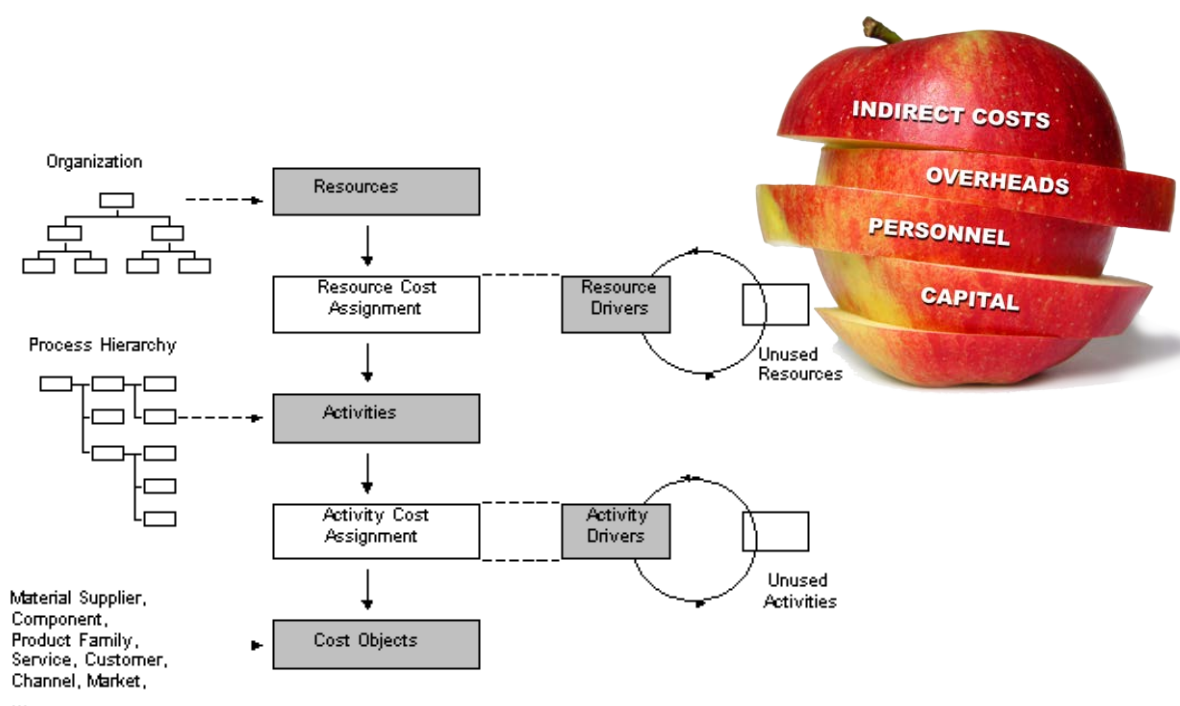 INDIRECT COSTS
OVERHEADS
PERSONNEL
CAPITAL
Organization
Resources
Resource Cost
Assignment
Resource
Drivers
Unused
Resources
Process Hierarchy
Activities
Activity Cost
Assignment
Activity
Drivers
Unused
Activities
Material Supplier,
Component,
Product Family,
Service, Customer,
Channel, Market,
...
Cost Objects